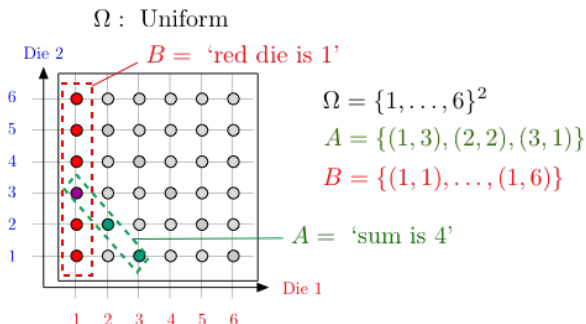 Ω : Uniform
Die 2
B = ‘red die is 1’
6
5
4
3
2
1
Ω = {1, . . . , 6}²
A = {(1, 3), (2, 2), (3, 1)}
B = {(1, 1), . . . , (1, 6)}
A = ‘sum is 4’
Die 1
1 2 3 4 5 6